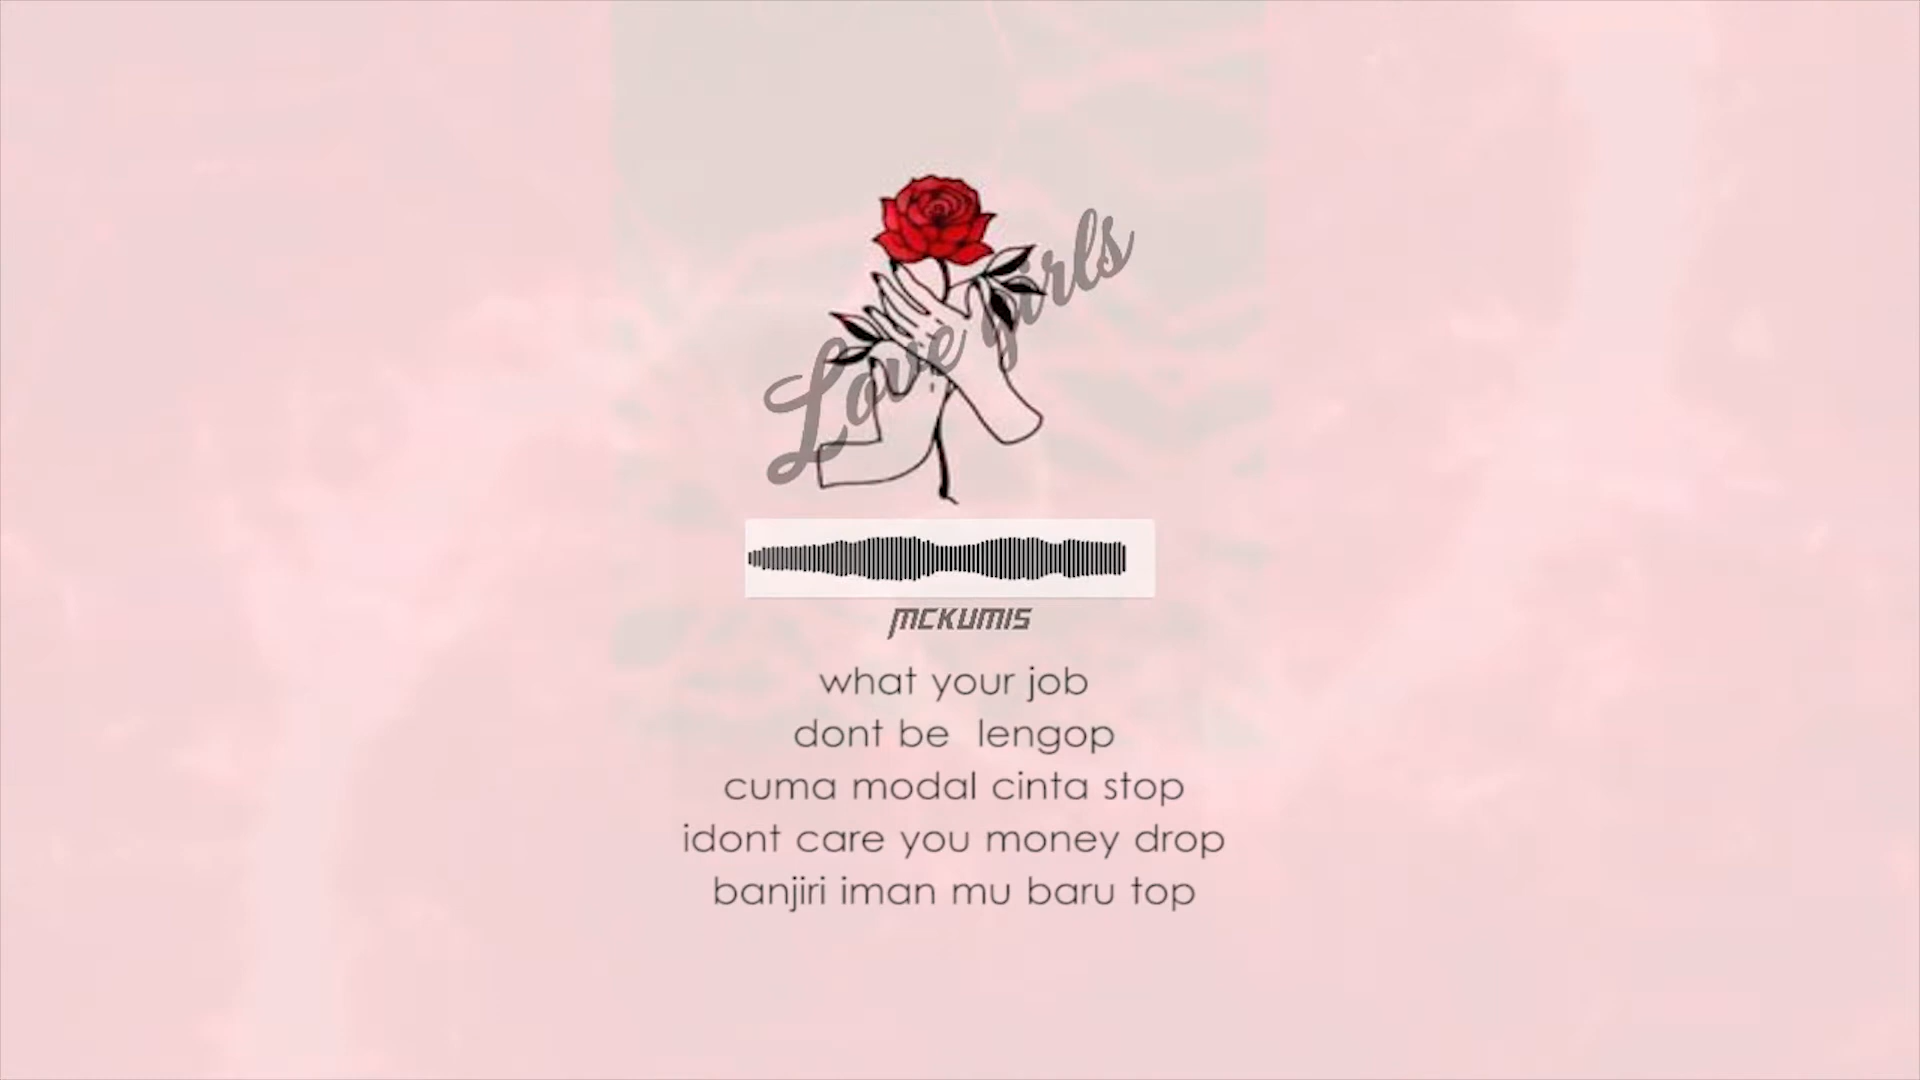 Love girls
MCKUMIS
what your job
dont be lengop
cuma modal cinta stop
idont care you money drop
banjiri iman mu baru top